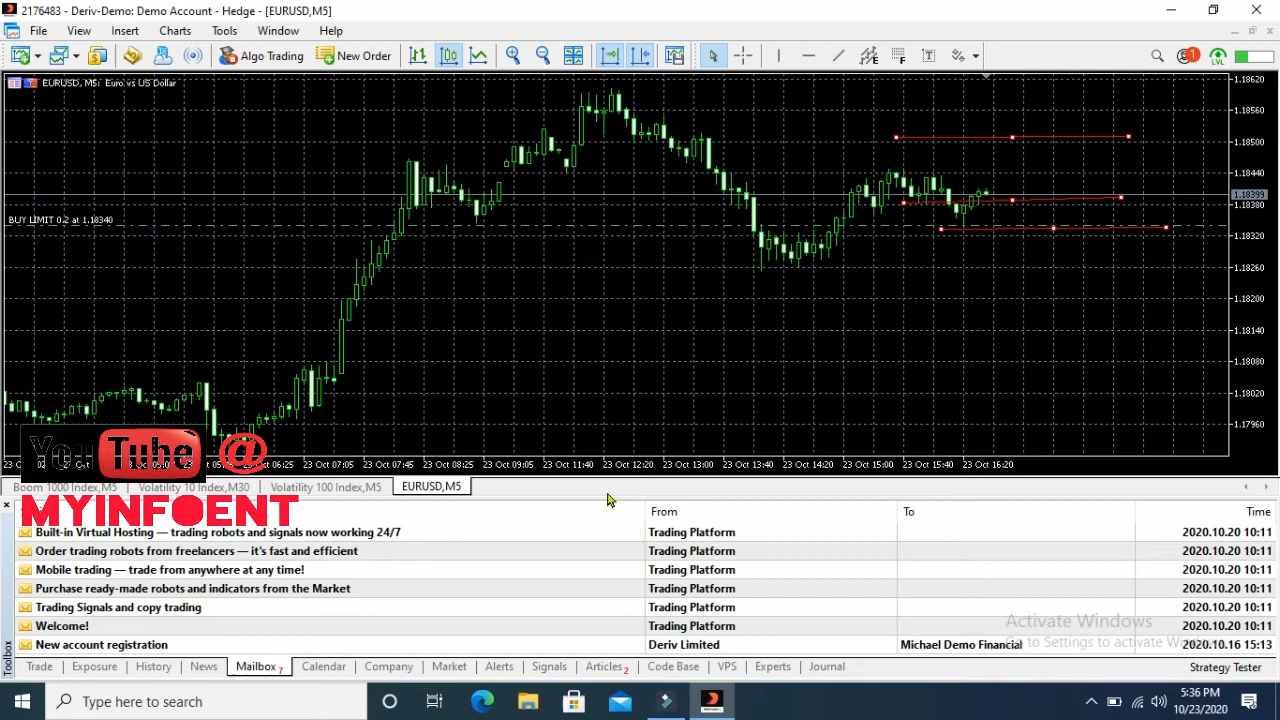 2176483 - Deriv-Demo: Demo Account - Hedge - [EURUSD,M5]
File View Insert Charts Tools Window Help
Algo Trading New Order
E F T 1 LVL
EURUSD, M5: Euro vs US Dollar
1.18620
1.18560
1.18500
1.18440
1.18399
1.18380
BUY LIMIT 0.2 at 1.18340
1.18320
1.18260
1.18200
1.18140
1.18080
1.18020
1.17960
You Tube @
23 Oct 06:25 23 Oct 07:05 23 Oct 07:45 23 Oct 08:25 23 Oct 09:05 23 Oct 11:40 23 Oct 12:20 23 Oct 13:00 23 Oct 13:40 23 Oct 14:20 23 Oct 15:00 23 Oct 15:40 23 Oct 16:20
Boom 1000 Index,M5 Volatility 10 Index,M30 Volatility 100 Index,M5 EURUSD,M5
MYINFOENT
From To Time
Built-in Virtual Hosting — trading robots and signals now working 24/7 Trading Platform 2020.10.20 10:11
Order trading robots from freelancers — it's fast and efficient Trading Platform 2020.10.20 10:11
Mobile trading — trade from anywhere at any time! Trading Platform 2020.10.20 10:11
Purchase ready-made robots and indicators from the Market Trading Platform 2020.10.20 10:11
Trading Signals and copy trading Trading Platform 2020.10.20 10:11
Welcome! Trading Platform 2020.10.20 10:11
New account registration Deriv Limited Michael Demo Financial 2020.10.16 15:13
Activate Windows
Go to Settings to activate Windows.
Toolbox
Trade Exposure History News Mailbox 7 Calendar Company Market Alerts Signals Articles 2 Code Base VPS Experts Journal Strategy Tester
Type here to search
5:36 PM
10/23/2020